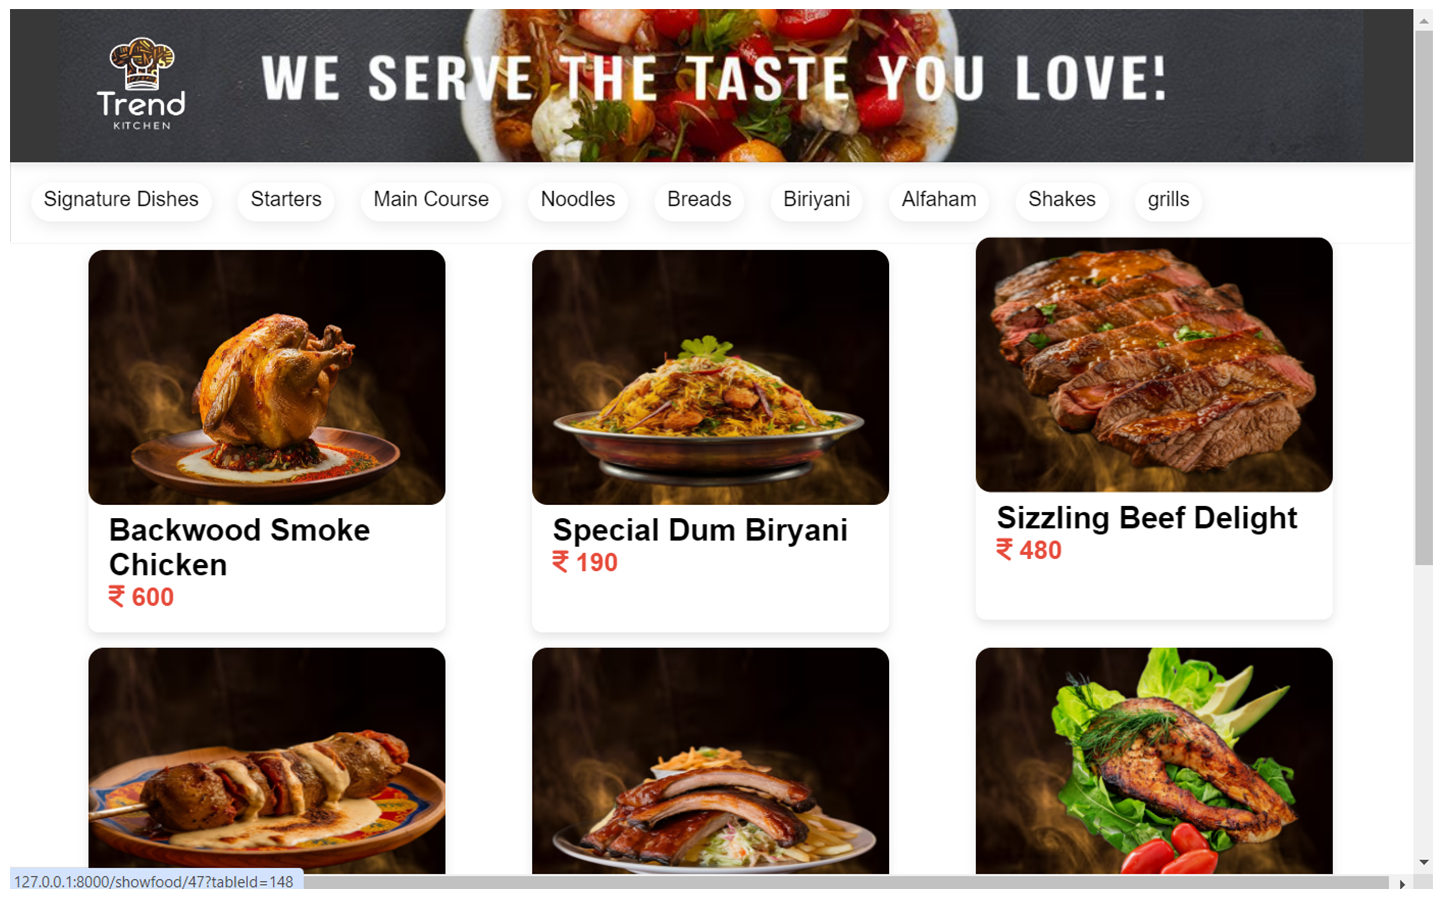 Trend
KITCHEN
WE SERVE THE TASTE YOU LOVE!
Signature Dishes
Starters
Main Course
Noodles
Breads
Biriyani
Alfaham
Shakes
grills
Backwood Smoke
Chicken
₹ 600
Special Dum Biryani
₹ 190
Sizzling Beef Delight
₹ 480
127.0.0.1:8000/showfood/47?tableId=148